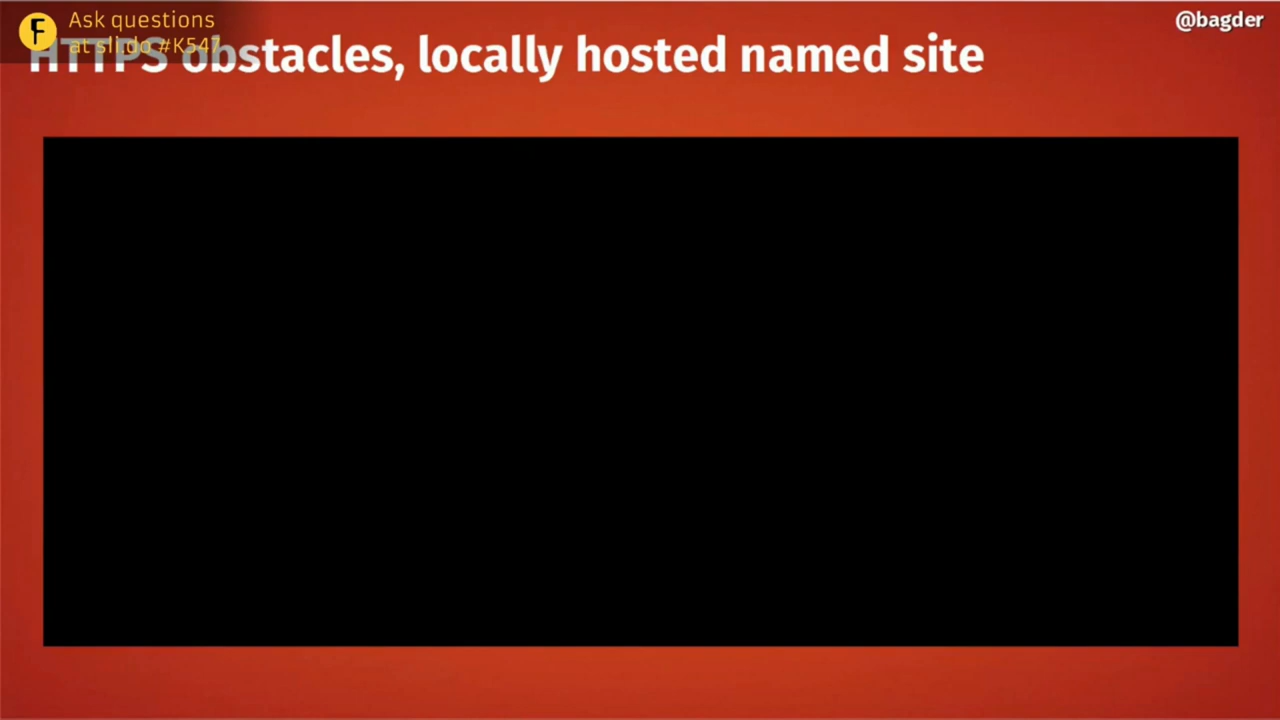 F
Ask questions
at sli.do #K547
@bagder
HTTPS obstacles, locally hosted named site